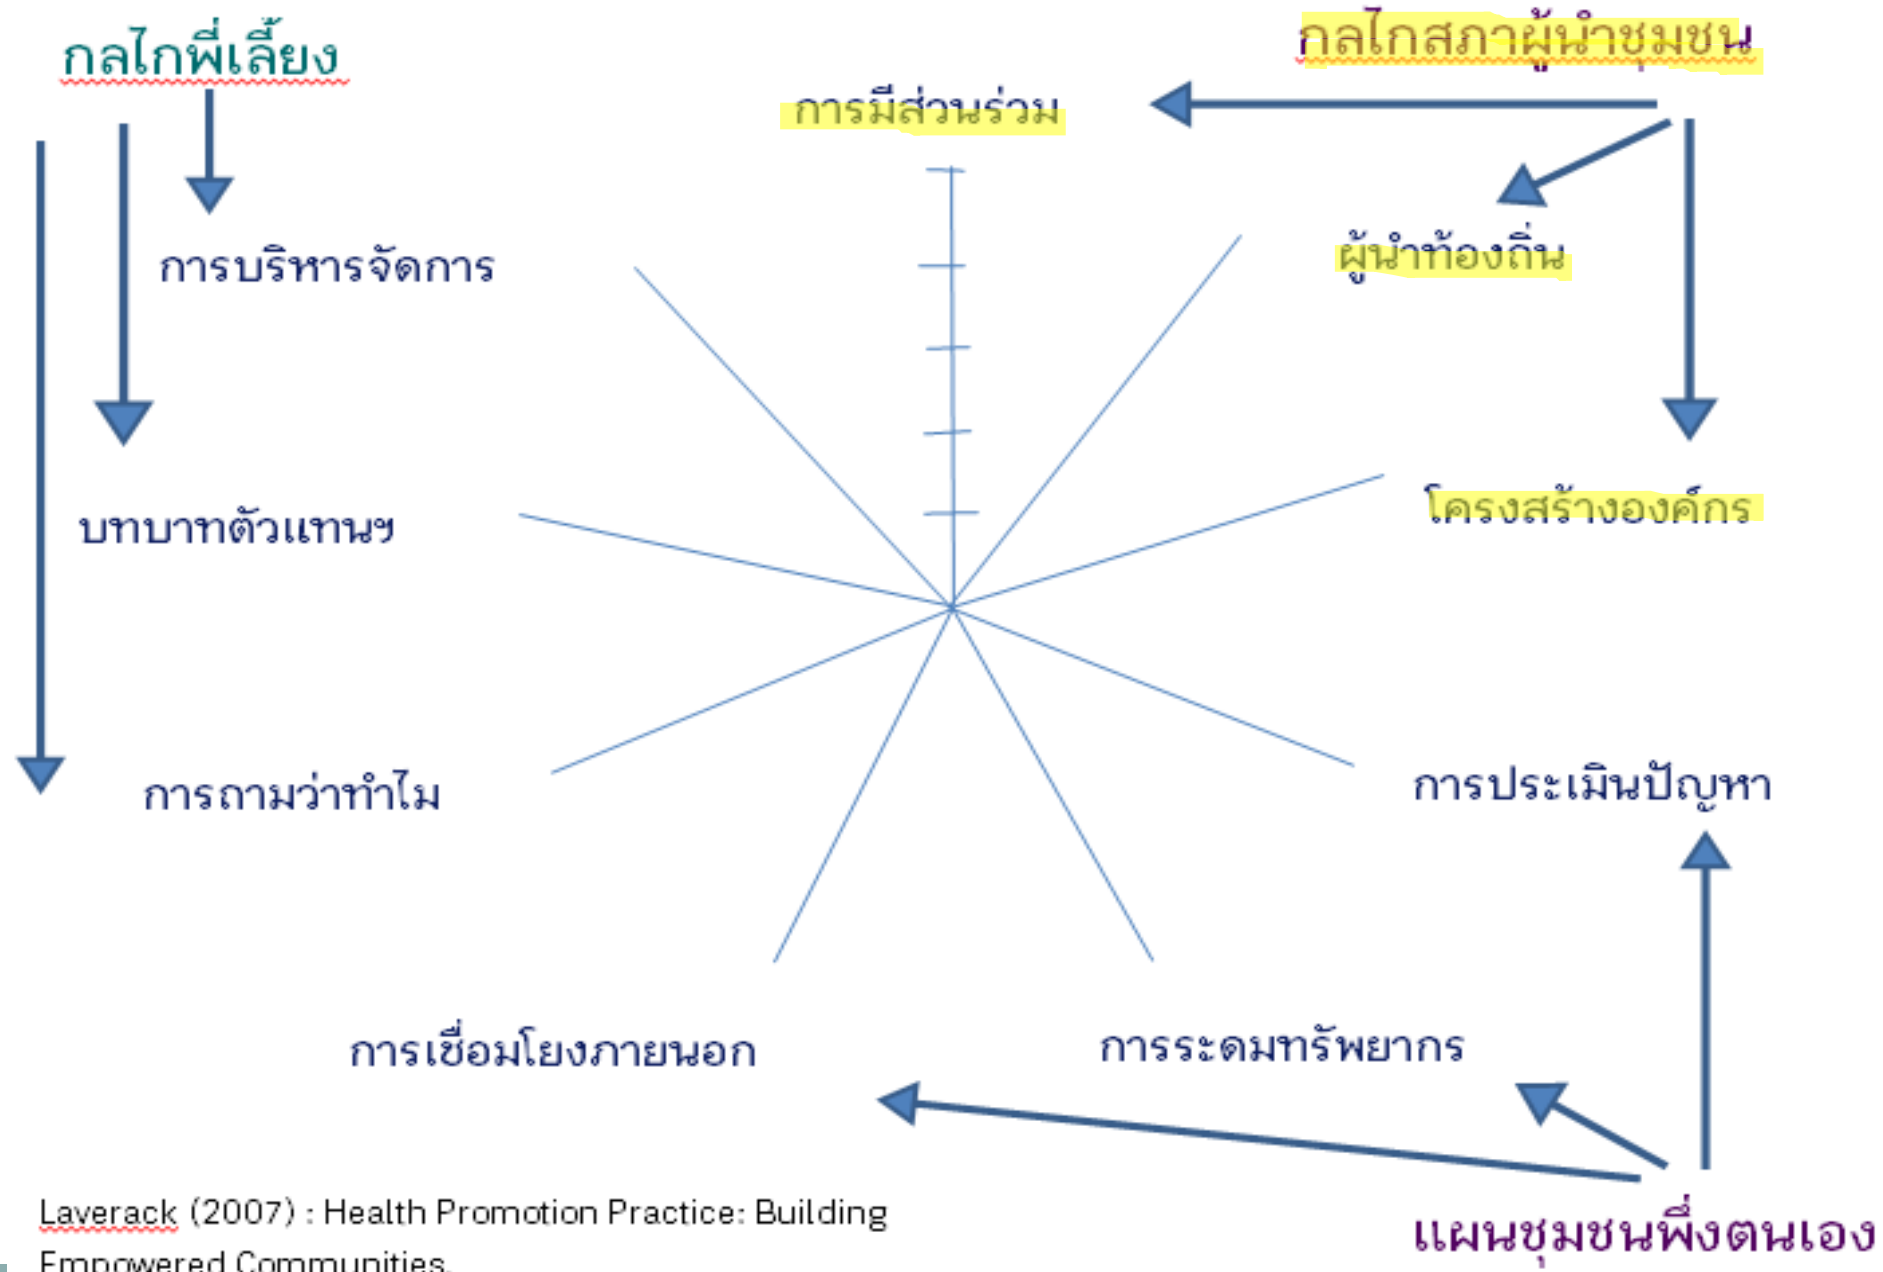 กลไกพี่เลี้ยง
กลไกสภาผู้นำชุมชน
การมีส่วนร่วม
การบริหารจัดการ
ผู้นำท้องถิ่น
บทบาทตัวแทนฯ
โครงสร้างองค์กร
การถามว่าทำไม
การประเมินปัญหา
การเชื่อมโยงภายนอก
การระดมทรัพยากร
แผนชุมชนพึ่งตนเอง
Laverack (2007) : Health Promotion Practice: Building
Empowered Communities.